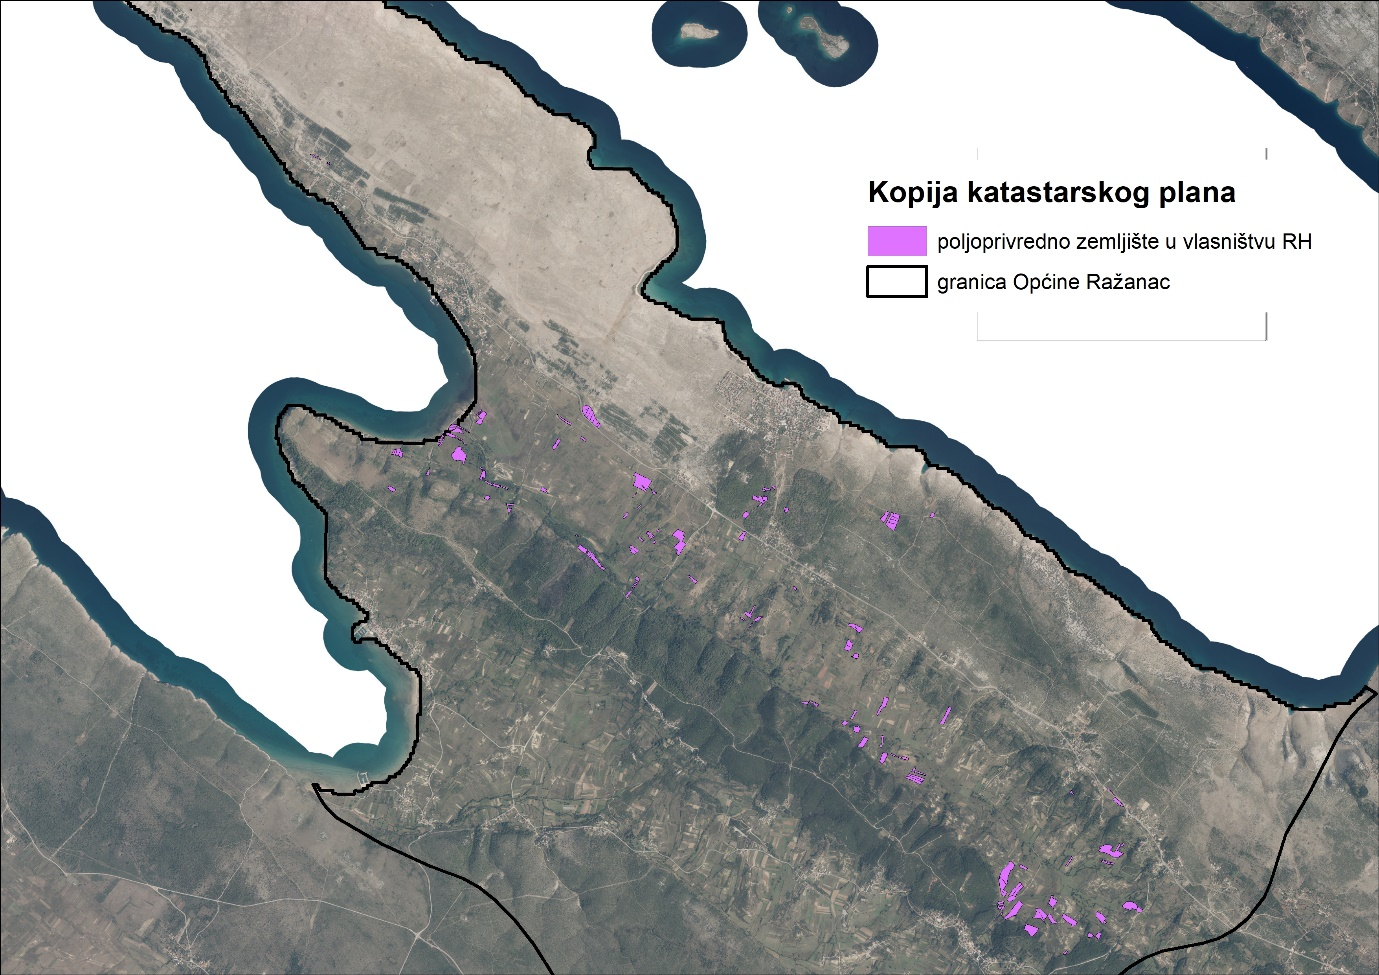 Kopija katastarskog plana
poljoprivredno zemljište u vlasništvu RH
granica Općine Ražanac